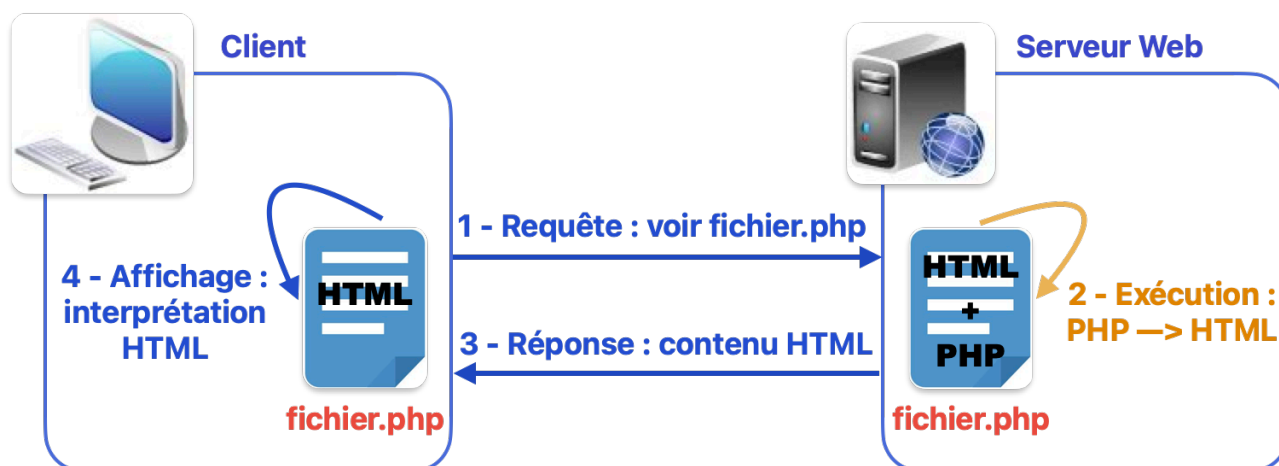 Client
Serveur Web
1 - Requête : voir fichier.php
4 - Affichage :
interprétation
HTML
HTML
fichier.php
3 - Réponse : contenu HTML
HTML
+
PHP
fichier.php
2 - Exécution :
PHP —> HTML